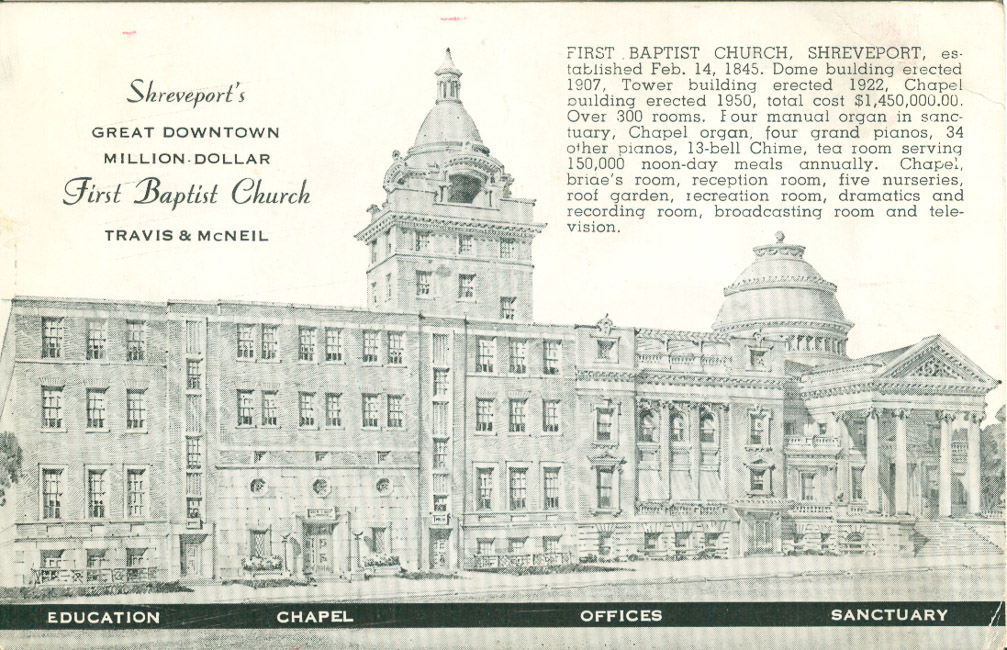 Shreveport's
GREAT DOWNTOWN
MILLION-DOLLAR
First Baptist Church
TRAVIS & McNEIL
FIRST BAPTIST CHURCH, SHREVEPORT, es-
tablished Feb. 14, 1845. Dome building erected
1907, Tower building erected 1922, Chapel
building erected 1950, total cost $1,450,000.00.
Over 300 rooms. Four manual organ in sanc-
tuary, Chapel organ, four grand pianos, 34
other pianos, 13-bell Chime, tea room serving
150,000 noon-day meals annually. Chapel,
bride's room, reception room, five nurseries,
roof garden, recreation room, dramatics and
recording room, broadcasting room and tele-
vision.
EDUCATION CHAPEL OFFICES SANCTUARY